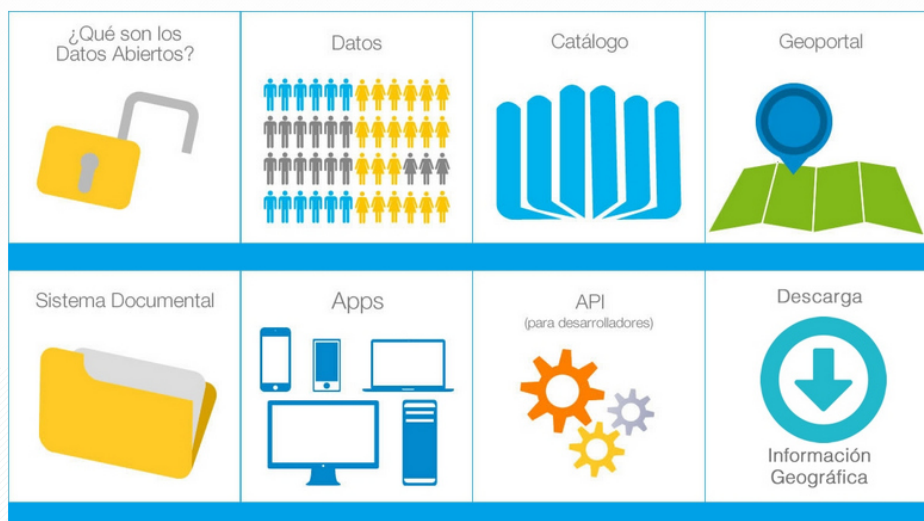 ¿Qué son los
Datos Abiertos?
Datos
Catálogo
Geoportal
Sistema Documental
Apps
API
(para desarrolladores)
Descarga
Información
Geográfica